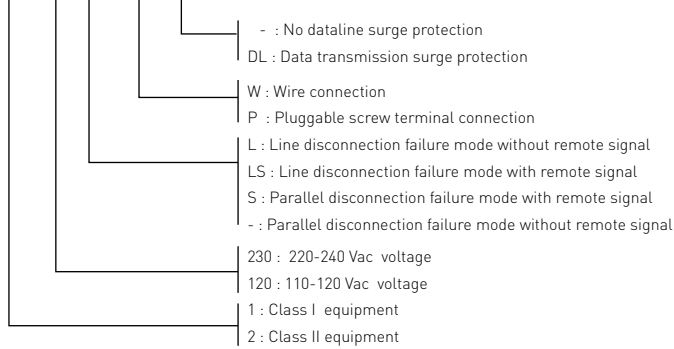 - : No dataline surge protection
DL : Data transmission surge protection
W : Wire connection
P : Pluggable screw terminal connection
L : Line disconnection failure mode without remote signal
LS : Line disconnection failure mode with remote signal
S : Parallel disconnection failure mode with remote signal
- : Parallel disconnection failure mode without remote signal
230 : 220-240 Vac voltage
120 : 110-120 Vac voltage
1 : Class I equipment
2 : Class II equipment